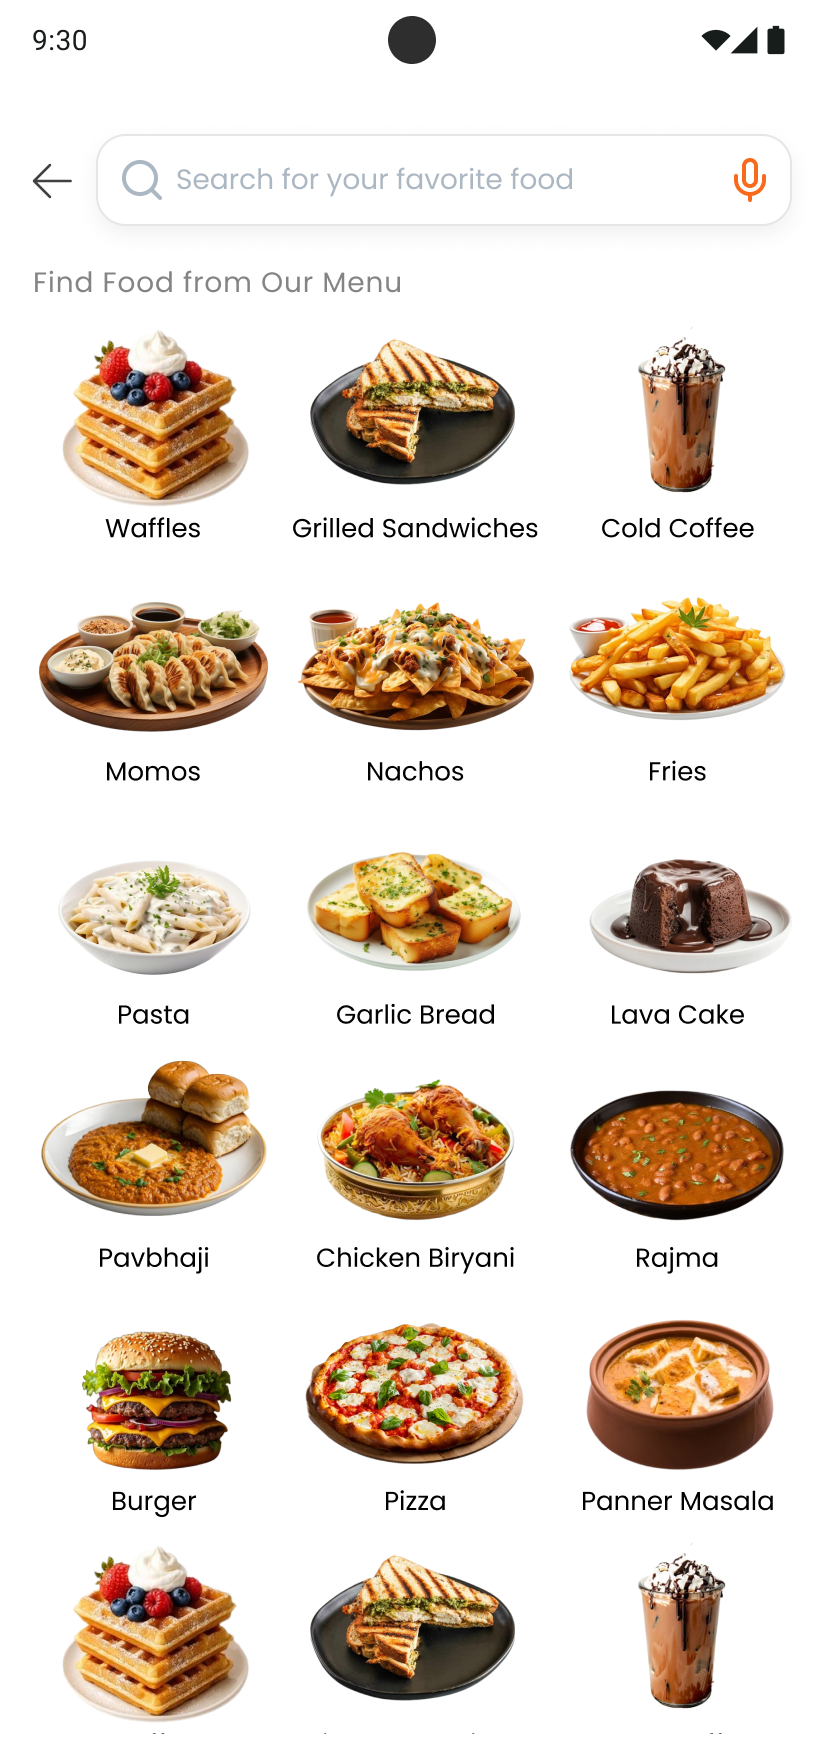 9:30
Search for your favorite food
Find Food from Our Menu
Waffles Grilled Sandwiches Cold Coffee
Momos Nachos Fries
Pasta Garlic Bread Lava Cake
Pavbhaji Chicken Biryani Rajma
Burger Pizza Panner Masala